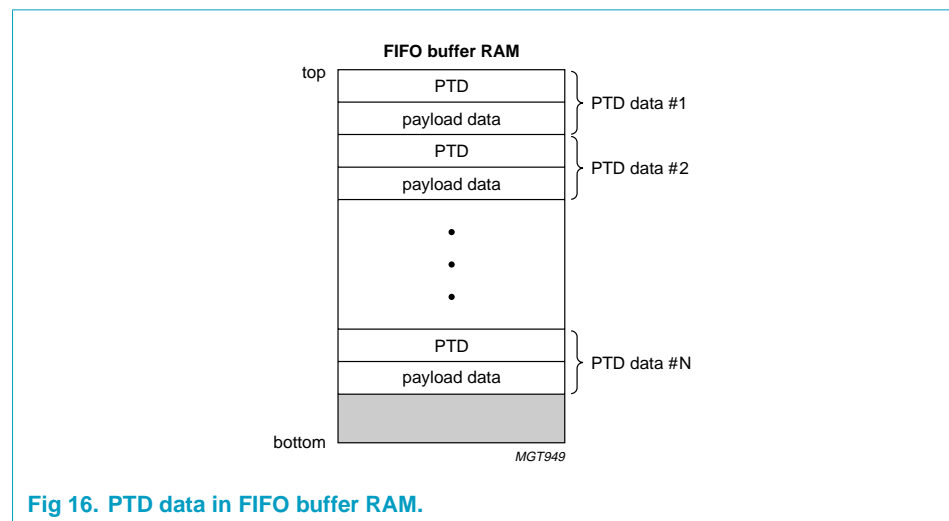 FIFO buffer RAM
top
PTD
PTD data #1
payload data
PTD
PTD data #2
payload data
PTD
PTD data #N
payload data
bottom
MGT949
Fig 16. PTD data in FIFO buffer RAM.